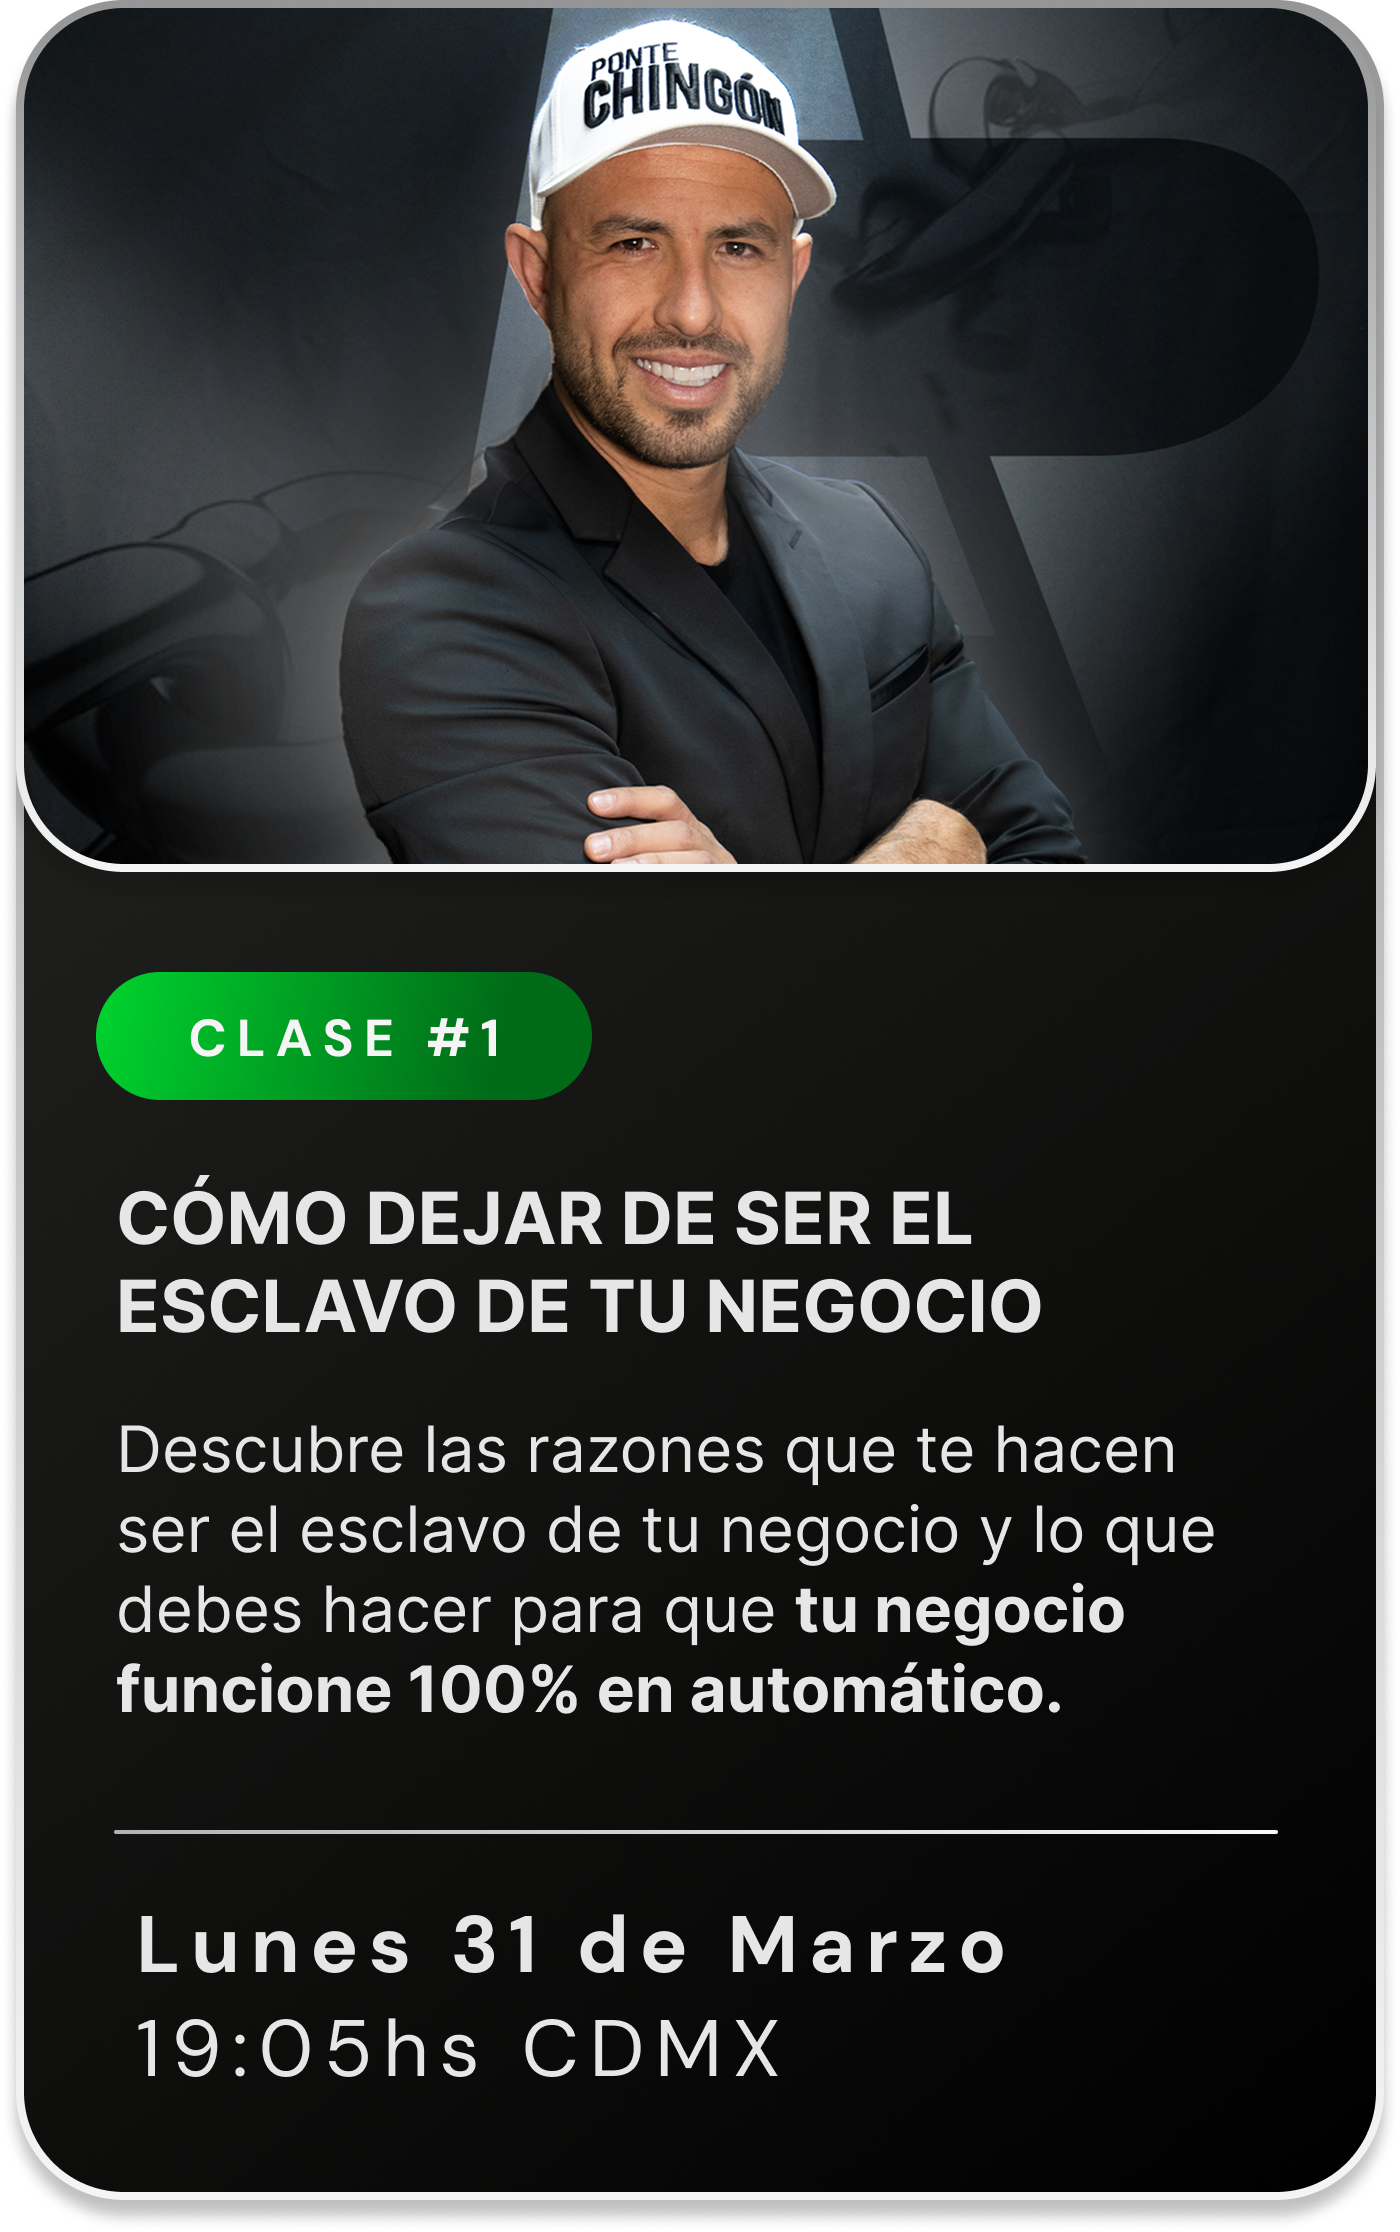 PONTE
CHINGÓN
CLASE #1
CÓMO DEJAR DE SER EL
ESCLAVO DE TU NEGOCIO
Descubre las razones que te hacen
ser el esclavo de tu negocio y lo que
debes hacer para que tu negocio
funcione 100% en automático.
Lunes 31 de Marzo
19:05hs CDMX